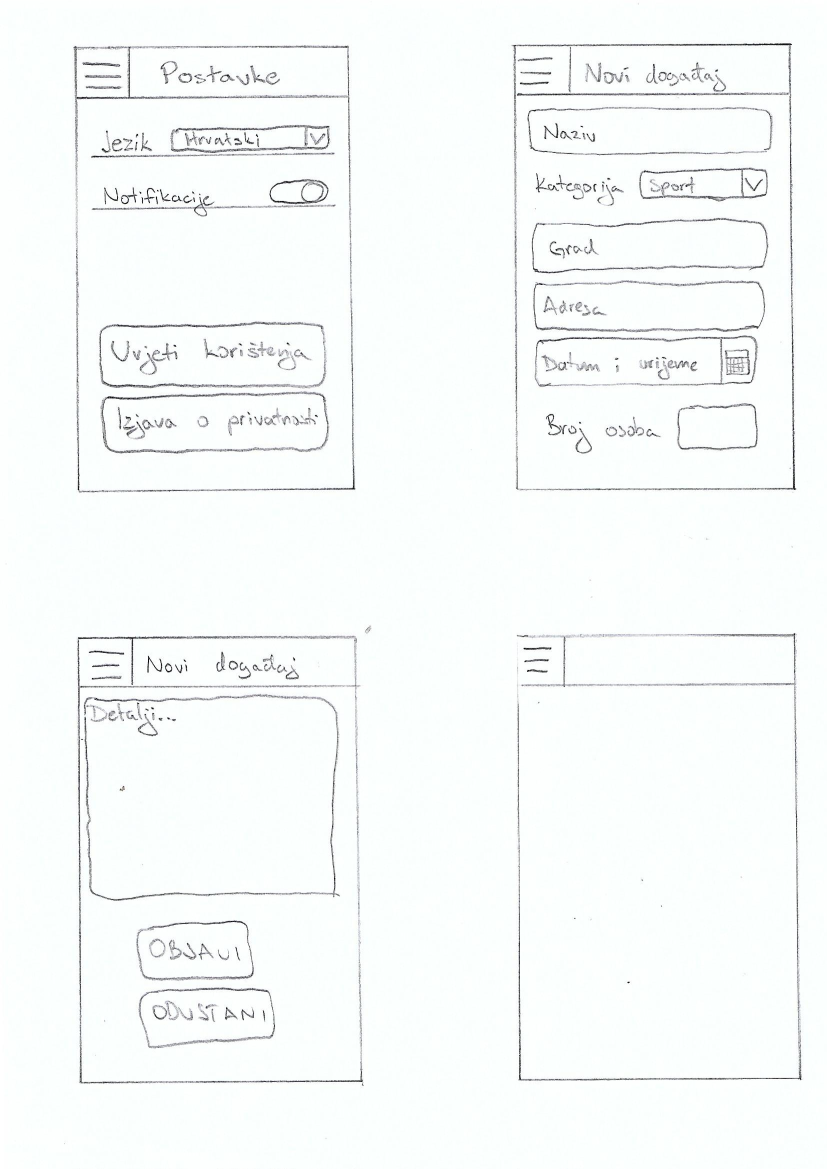 Postavke
Jezik Hrvatski
Notifikacije
Uvjeti korištenja
Izjava o privatnosti
Novi događaj
Naziv
Kategorija Sport
Grad
Adresa
Datum i vrijeme
Broj osoba
Novi događaj
Detalji...
OBJAVI
ODUSTANI